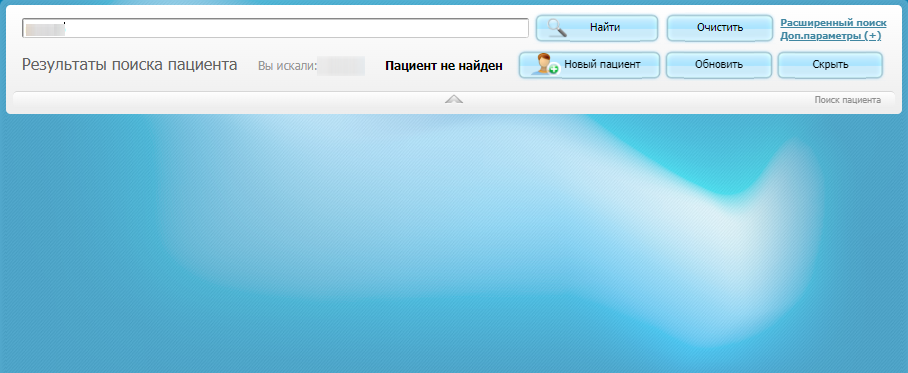 Найти
Очистить
Расширенный поиск
Доп.параметры (+)
Результаты поиска пациента
Вы искали:
Пациент не найден
Новый пациент
Обновить
Скрыть
Поиск пациента